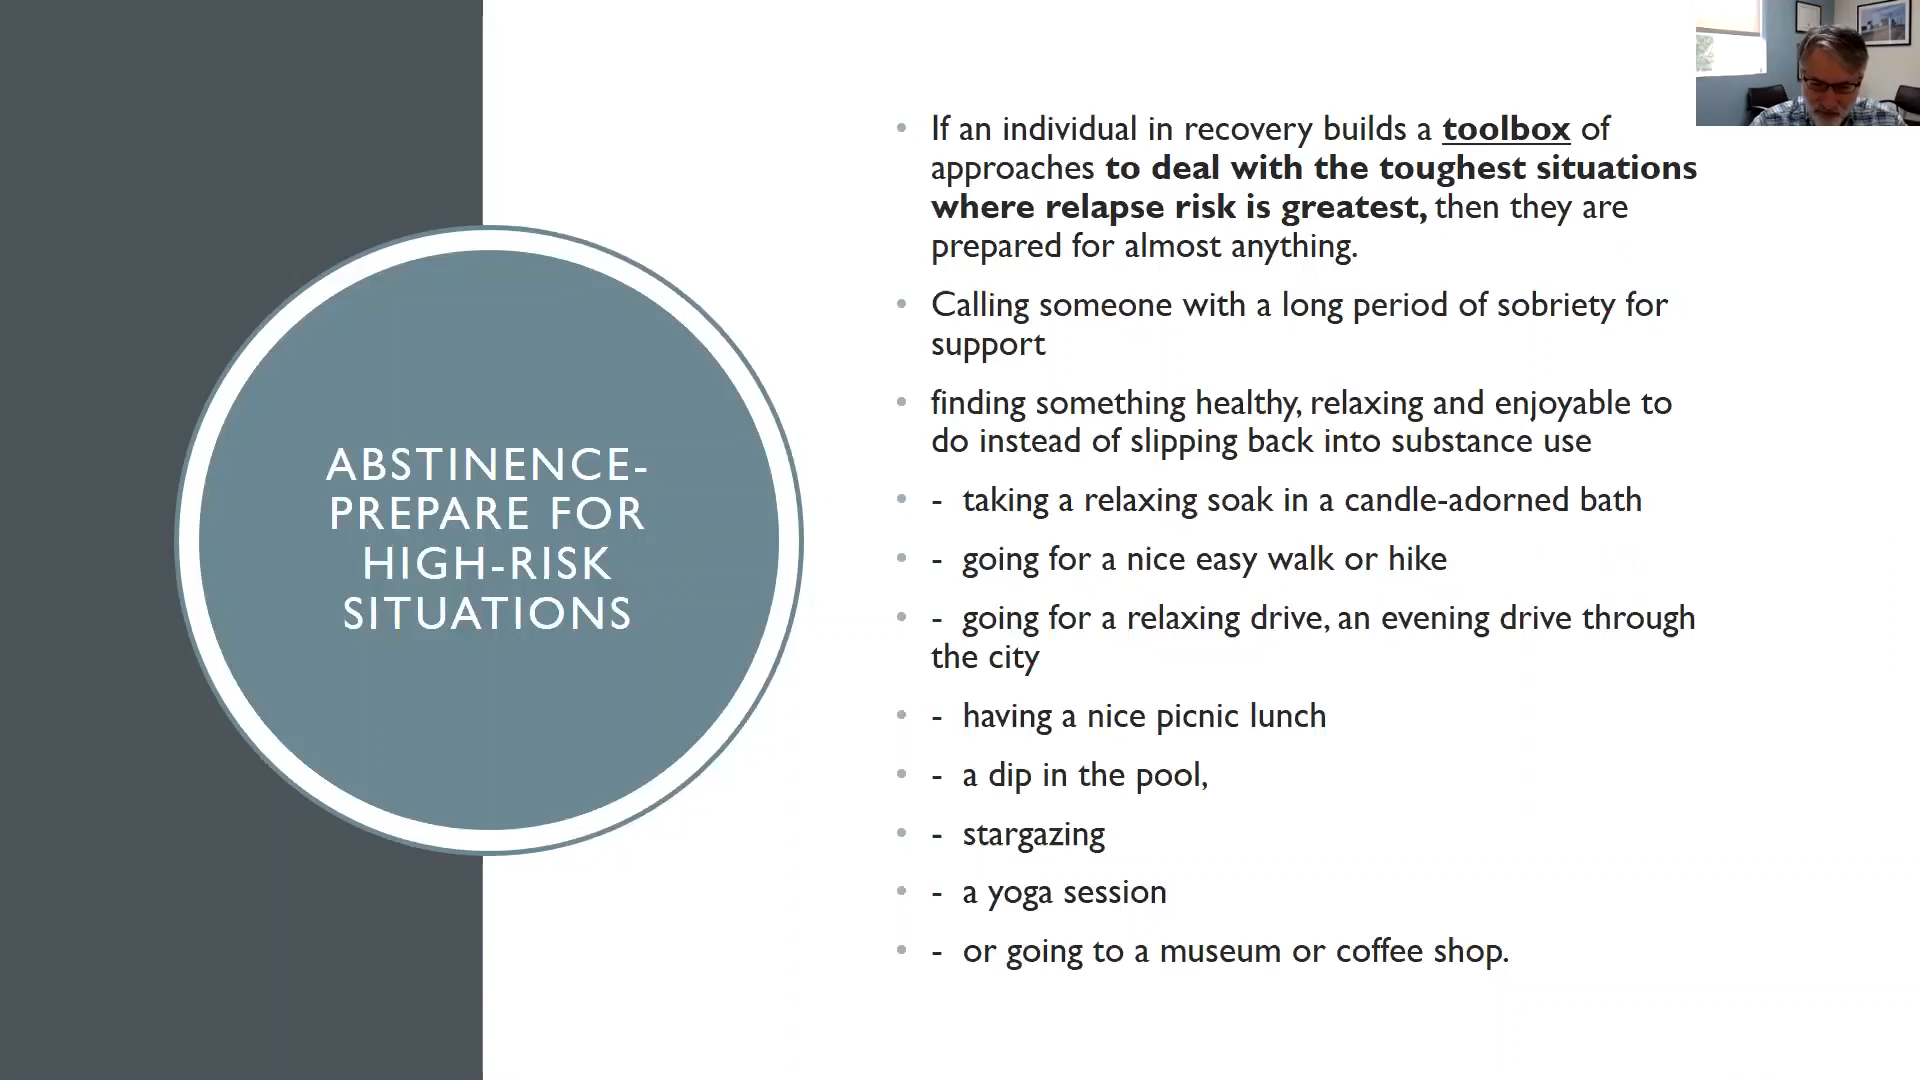 ABSTINENCE-
PREPARE FOR
HIGH-RISK
SITUATIONS
• If an individual in recovery builds a toolbox of
approaches to deal with the toughest situations
where relapse risk is greatest, then they are
prepared for almost anything.
• Calling someone with a long period of sobriety for
support
• finding something healthy, relaxing and enjoyable to
do instead of slipping back into substance use
• - taking a relaxing soak in a candle-adorned bath
• - going for a nice easy walk or hike
• - going for a relaxing drive, an evening drive through
the city
• - having a nice picnic lunch
• - a dip in the pool,
• - stargazing
• - a yoga session
• - or going to a museum or coffee shop.